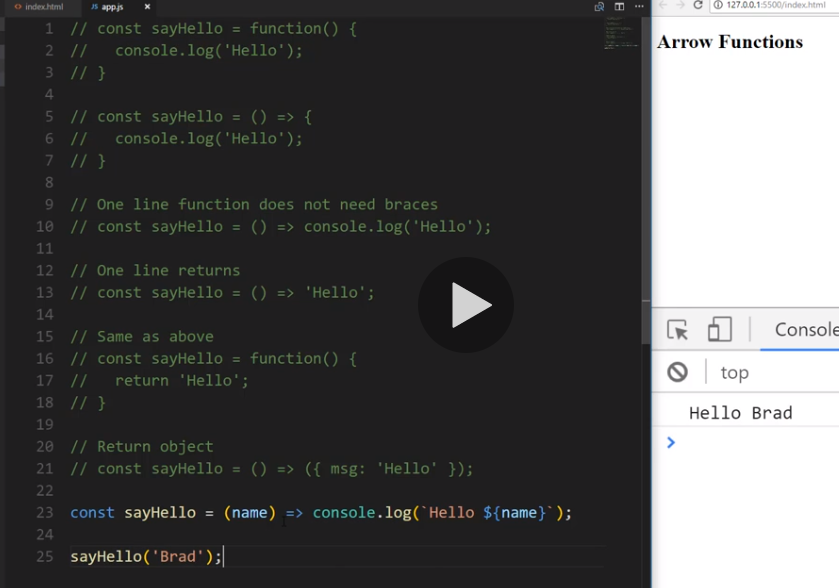 index.html
JS app.js
1 // const sayHello = function() {
2 //   console.log('Hello');
3 // }
4
5 // const sayHello = () => {
6 //   console.log('Hello');
7 // }
8
9 // One line function does not need braces
10 // const sayHello = () => console.log('Hello');
11
12 // One line returns
13 // const sayHello = () => 'Hello';
14
15 // Same as above
16 // const sayHello = function() {
17 //   return 'Hello';
18 // }
19
20 // Return object
21 // const sayHello = () => ({ msg: 'Hello' });
22
23 const sayHello = (name) => console.log(`Hello ${name}`);
24
25 sayHello('Brad');
127.0.0.1:5500/index.html
Arrow Functions
Console
top
Hello Brad